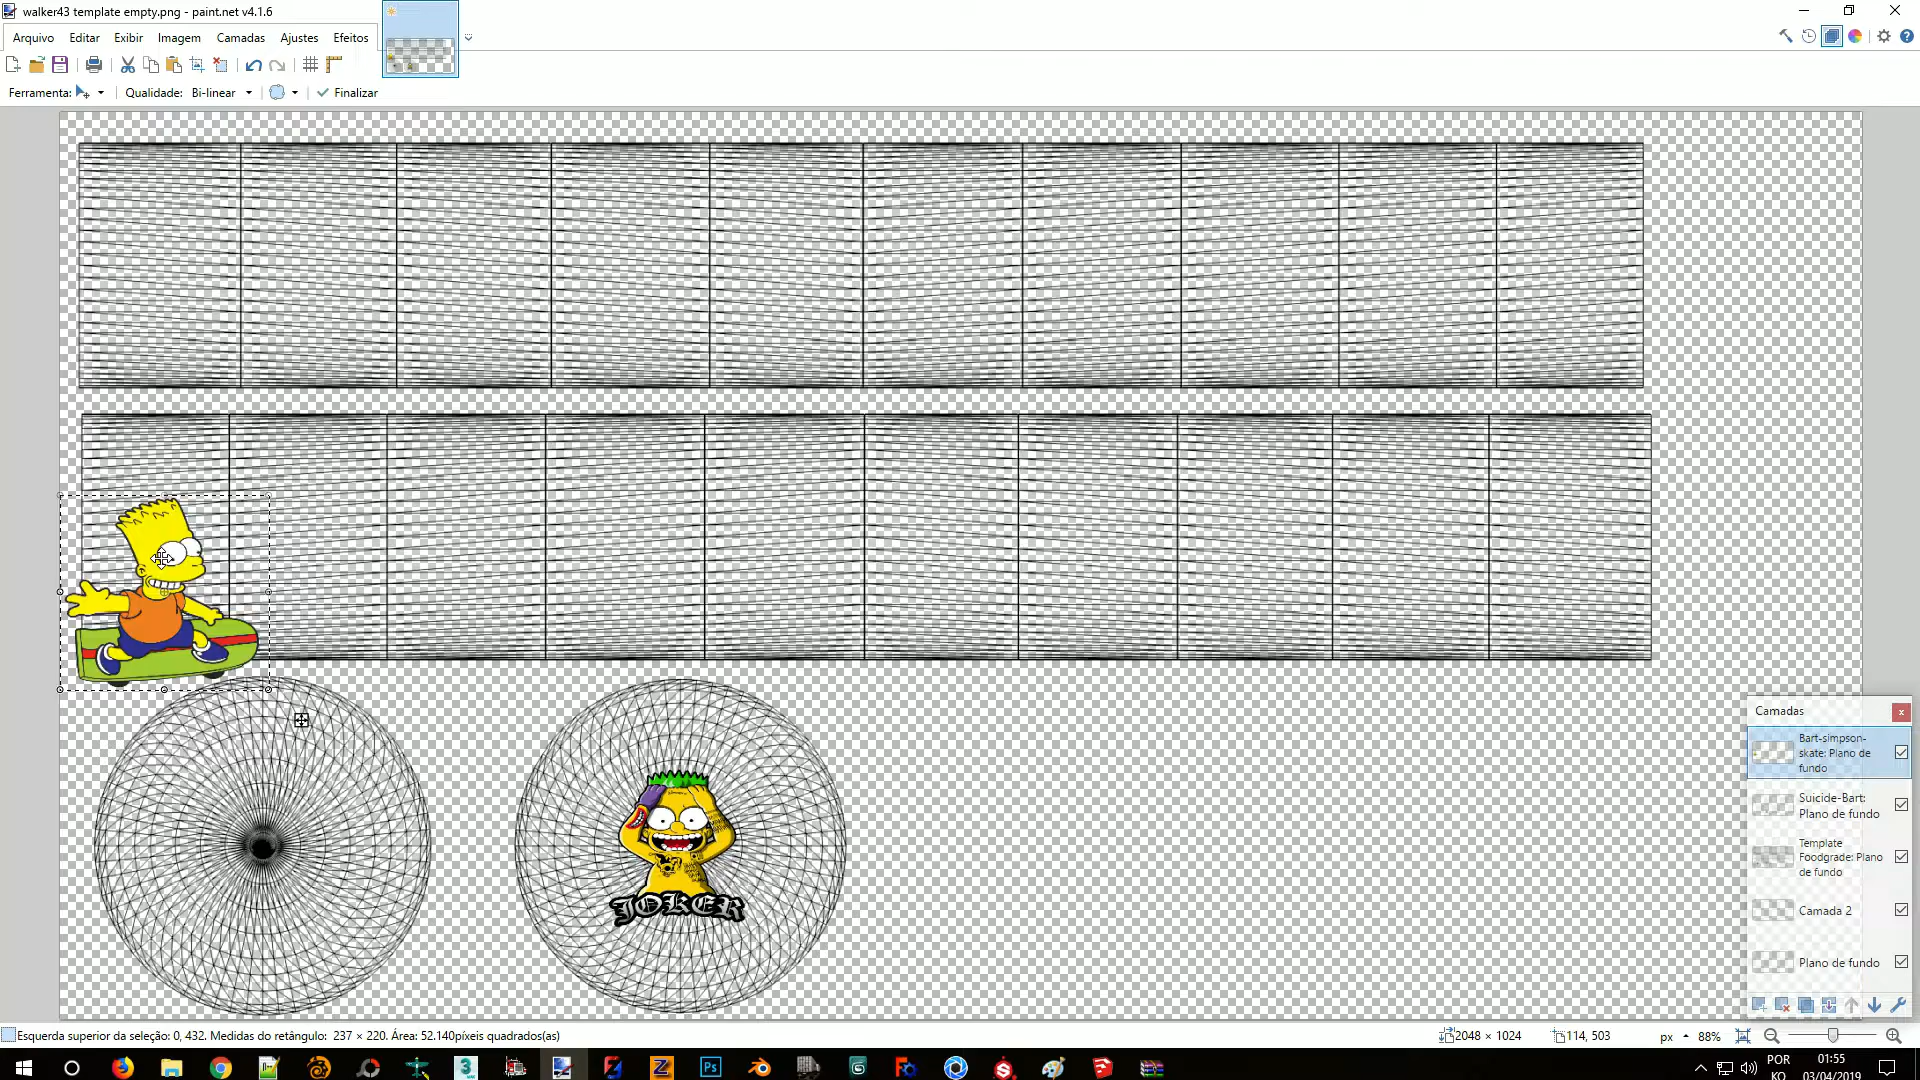 walker43 template empty.png - paint.net v4.1.6
Arquivo Editar Exibir Imagem Camadas Ajustes Efeitos
Ferramenta: Qualidade: Bi-linear Finalizar
JOKER
Camadas
Bart-simpson-
skate: Plano de
fundo
Suicide-Bart:
Plano de fundo
Template
Foodgrade: Plano
de fundo
Camada 2
Plano de fundo
Esquerda superior da seleção: 0, 432. Medidas do retângulo: 237 × 220. Área: 52.140píxeis quadrados(as)
2048 × 1024
114, 503
px
88%
Ps
POR
KO
01:55
03/04/2019